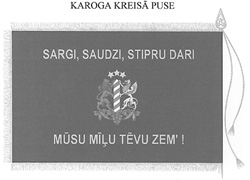 KAROGA KREISĀ PUSE
SARGI, SAUDZI, STIPRU DARI
MŪSU MĪĻU TĒVU ZEM' !